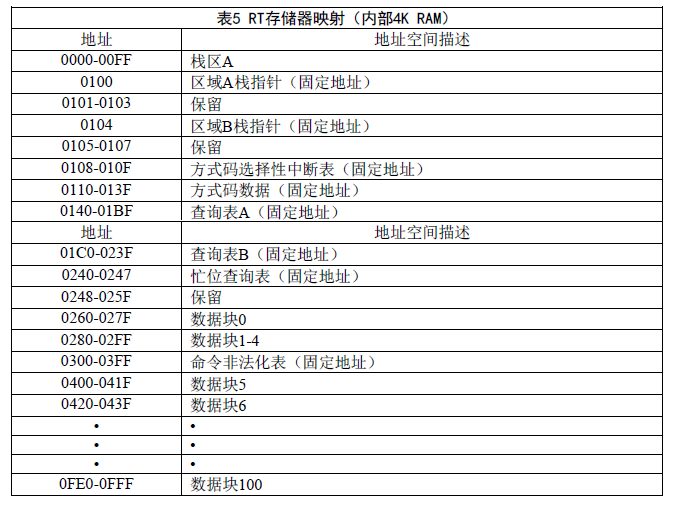 表5 RT存储器映射（内部4K RAM）
地址 地址空间描述
0000-00FF 栈区A
0100 区域A栈指针（固定地址）
0101-0103 保留
0104 区域B栈指针（固定地址）
0105-0107 保留
0108-010F 方式码选择性中断表（固定地址）
0110-013F 方式码数据（固定地址）
0140-01BF 查询表A（固定地址）
地址 地址空间描述
01C0-023F 查询表B（固定地址）
0240-0247 忙位查询表（固定地址）
0248-025F 保留
0260-027F 数据块0
0280-02FF 数据块1-4
0300-03FF 命令非法化表（固定地址）
0400-041F 数据块5
0420-043F 数据块6
• •
• •
• •
0FE0-0FFF 数据块100